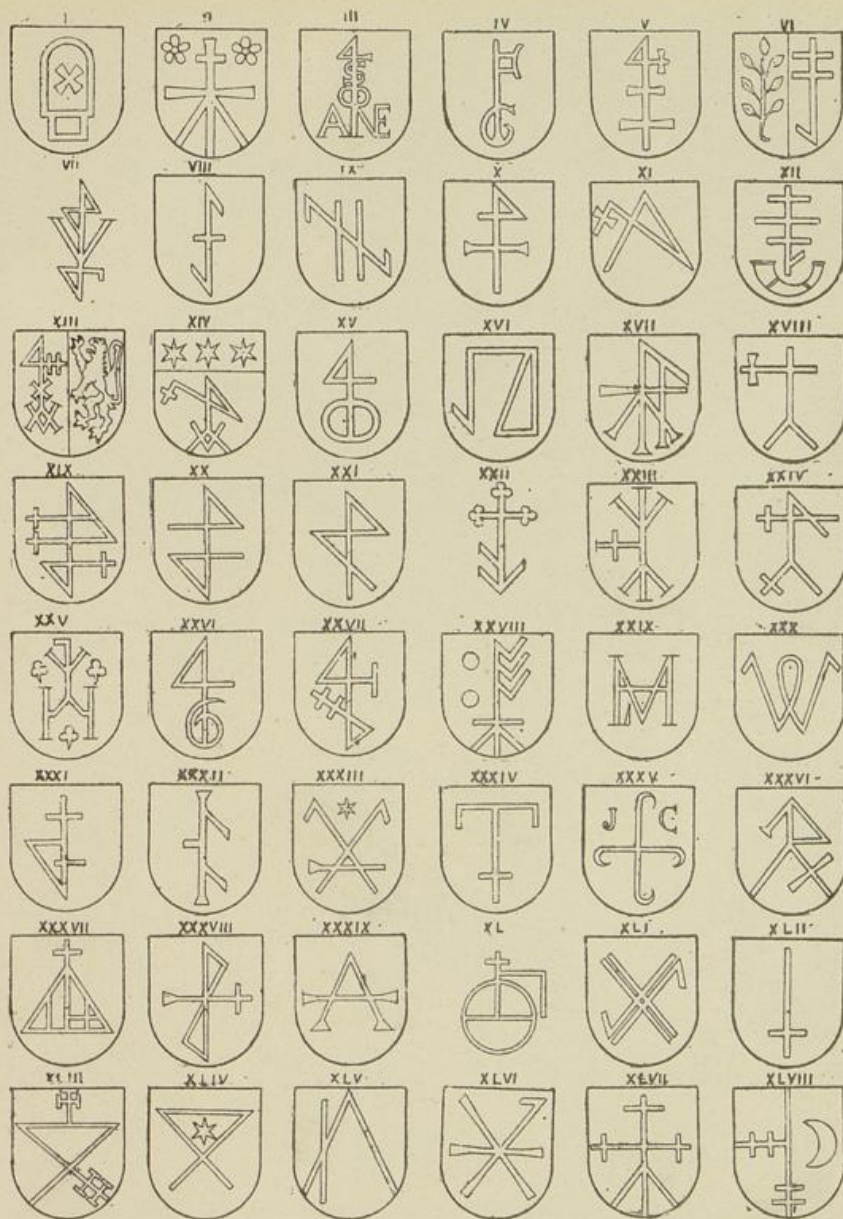 I II III IV V VI
AINE
VII VIII IX X XI XII
XIII XIV XV XVI XVII XVIII
XIX XX XXI XXII XXIII XXIV
XXV XXVI XXVII XXVIII XXIX XXX
XXXI XXXII XXXIII XXXIV XXXV XXXVI
J C
XXXVII XXXVIII XXXIX XL XLI XLII
XLIII XLIV XLV XLVI XLVII XLVIII